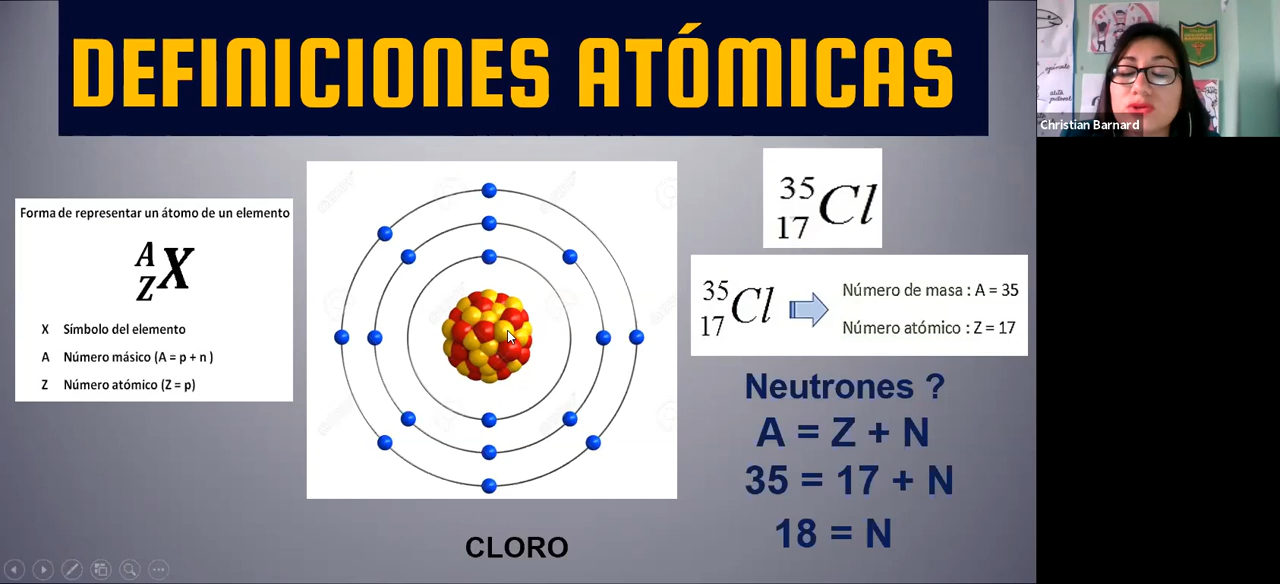 DEFINICIONES ATÓMICAS
Christian Barnard
Forma de representar un átomo de un elemento
A
Z X
X Símbolo del elemento
A Número másico (A = p + n )
Z Número atómico (Z = p)
35
17 Cl
35
17 Cl
Número de masa : A = 35
Número atómico : Z = 17
Neutrones ?
A = Z + N
35 = 17 + N
18 = N
CLORO